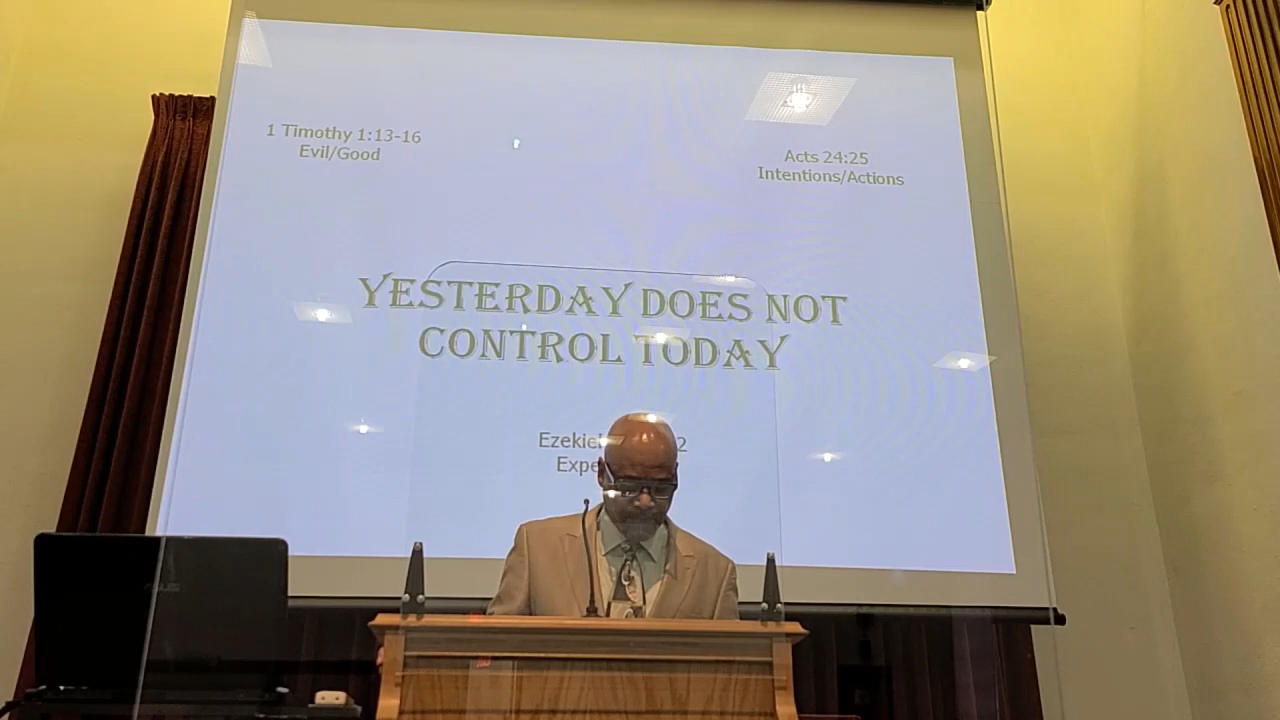 1 Timothy 1:13-16
Evil/Good
Acts 24:25
Intentions/Actions
YESTERDAY DOES NOT
CONTROL TODAY